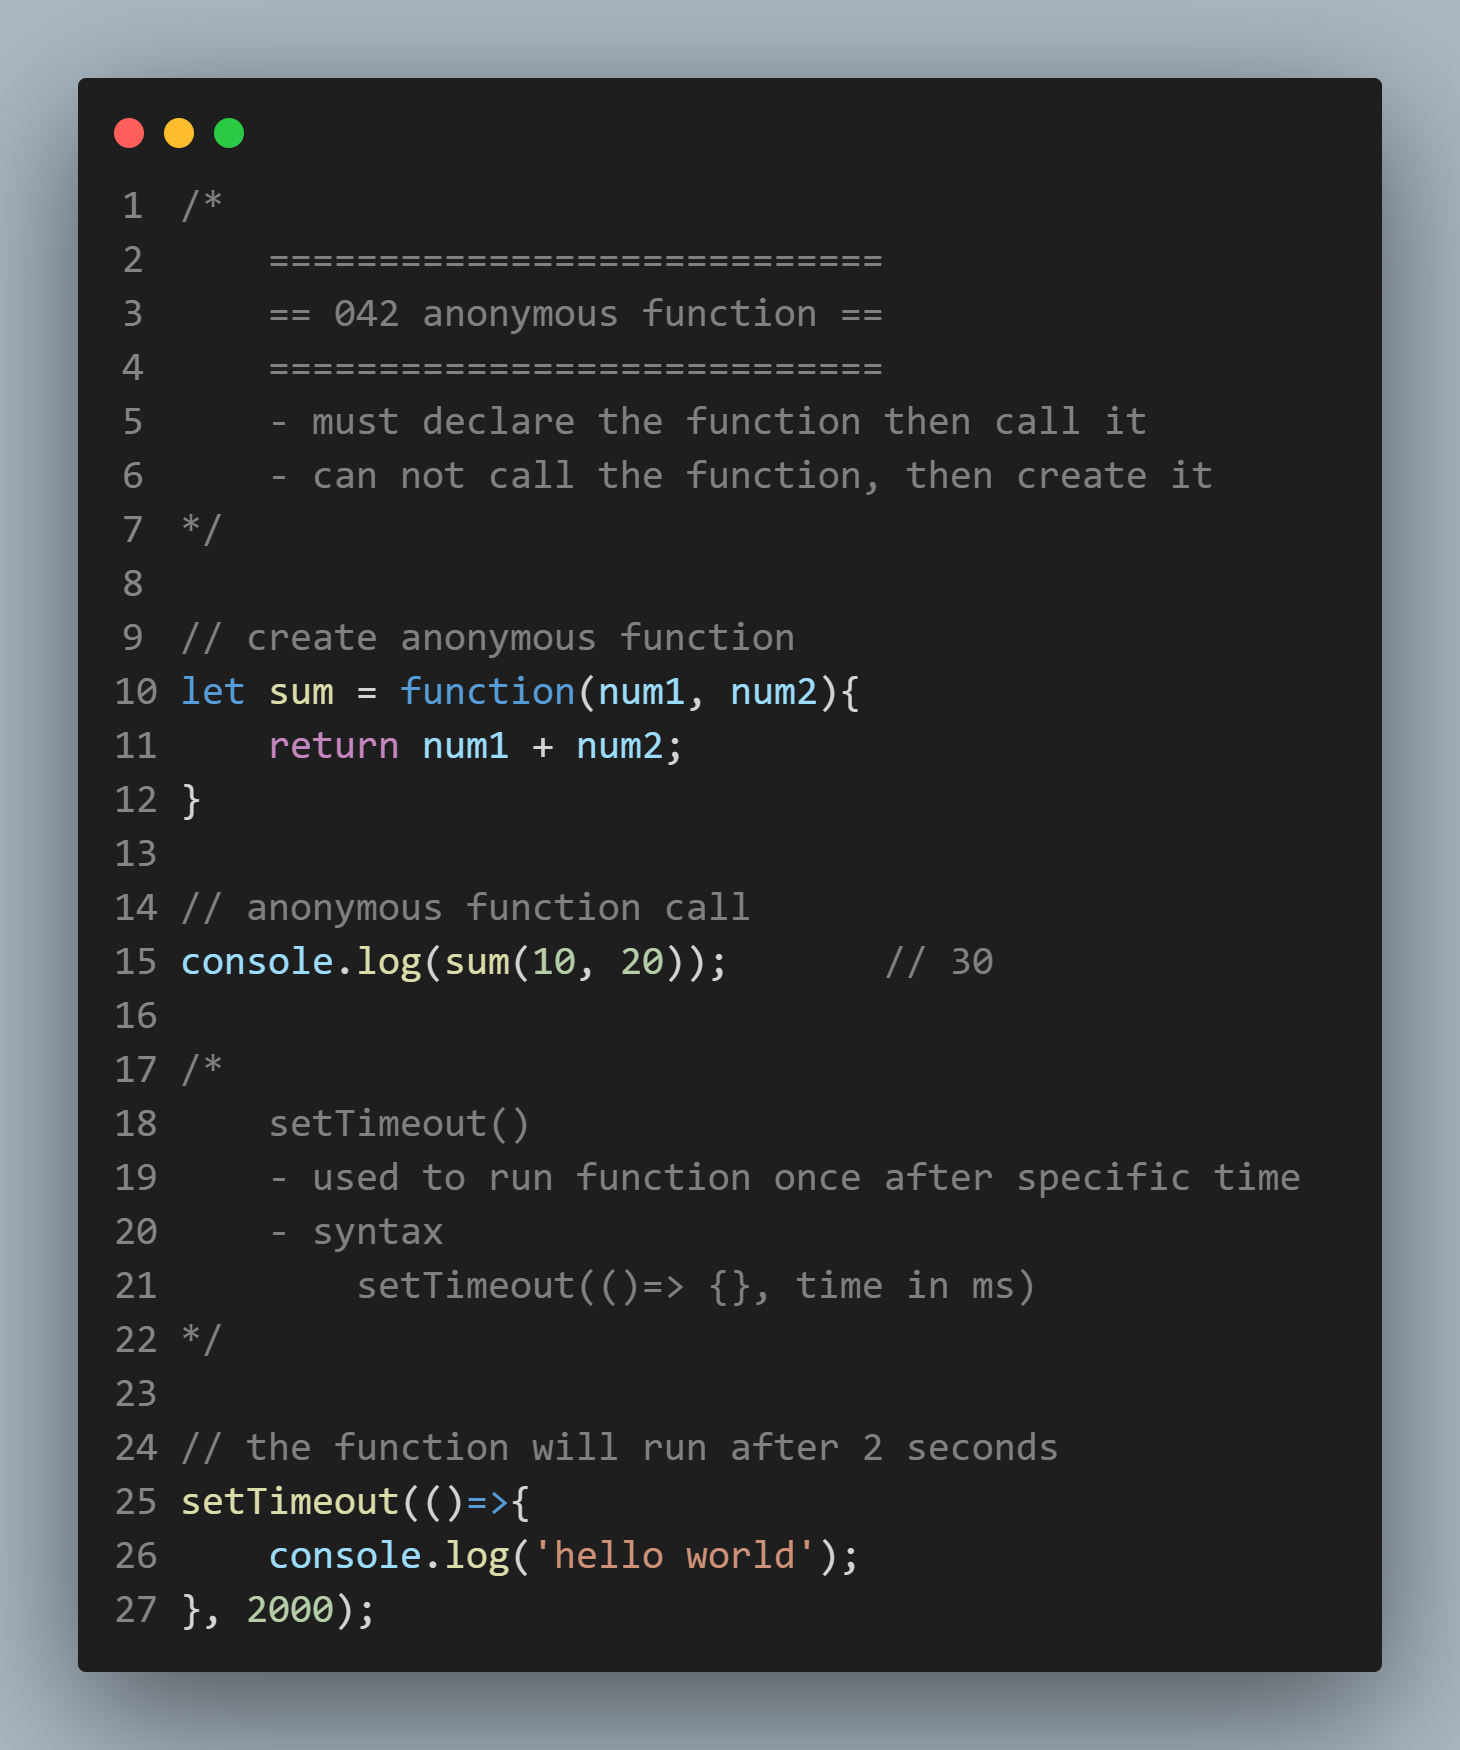 1 /*
2     ============================
3     == 042 anonymous function ==
4     ============================
5     - must declare the function then call it
6     - can not call the function, then create it
7 */
8
9 // create anonymous function
10 let sum = function(num1, num2){
11     return num1 + num2;
12 }
13
14 // anonymous function call
15 console.log(sum(10, 20));       // 30
16
17 /*
18     setTimeout()
19     - used to run function once after specific time
20     - syntax
21         setTimeout(()=> {}, time in ms)
22 */
23
24 // the function will run after 2 seconds
25 setTimeout(()=>{
26     console.log('hello world');
27 }, 2000);